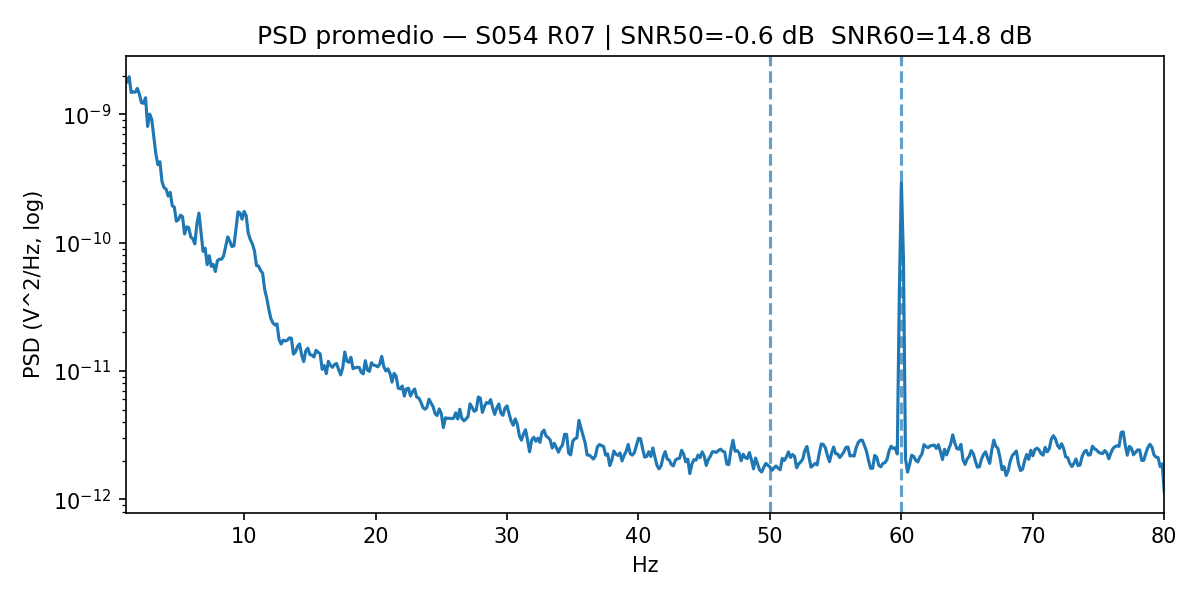 PSD promedio — S054 R07 | SNR50=-0.6 dB  SNR60=14.8 dB
PSD (V^2/Hz, log)
10⁻⁹
10⁻¹⁰
10⁻¹¹
10⁻¹²
10 20 30 40 50 60 70 80
Hz